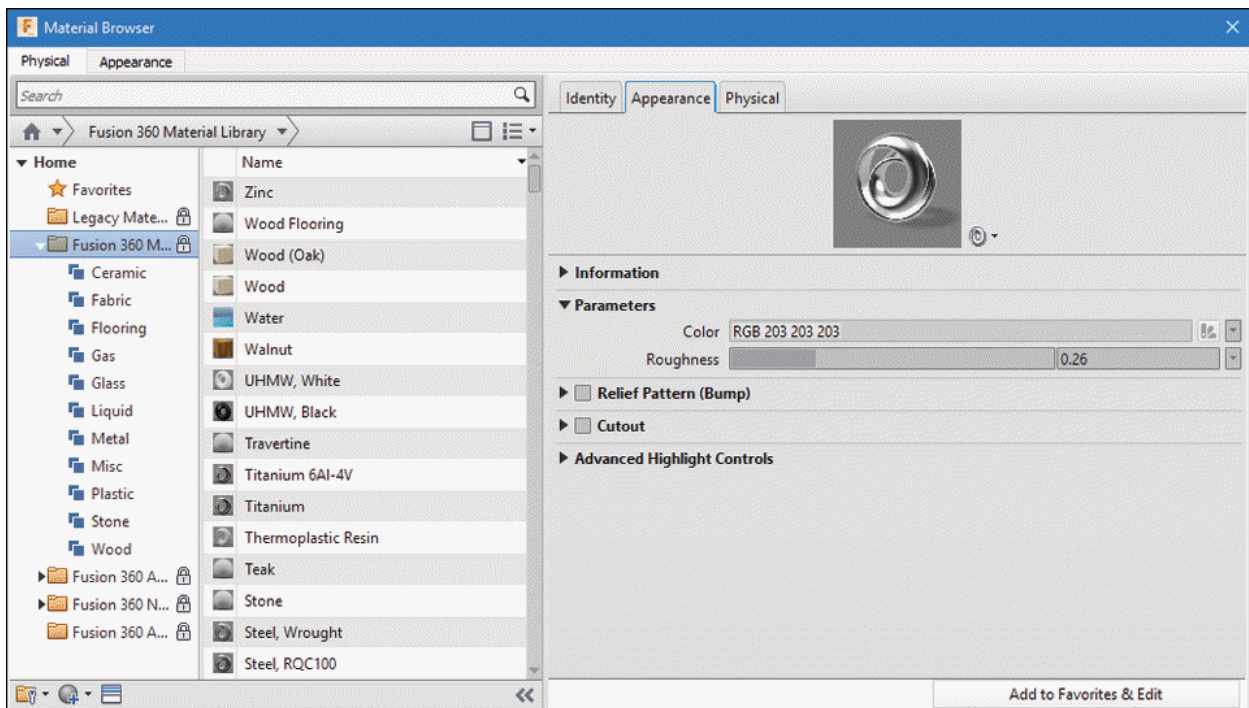 Material Browser
Physical Appearance
Search
Fusion 360 Material Library
Home
Favorites
Legacy Mate...
Fusion 360 M...
Ceramic
Fabric
Flooring
Gas
Glass
Liquid
Metal
Misc
Plastic
Stone
Wood
Fusion 360 A...
Fusion 360 N...
Fusion 360 A...
Name
Zinc
Wood Flooring
Wood (Oak)
Wood
Water
Walnut
UHMW, White
UHMW, Black
Travertine
Titanium 6Al-4V
Titanium
Thermoplastic Resin
Teak
Stone
Steel, Wrought
Steel, RQC100
Identity Appearance Physical
Information
Parameters
Color RGB 203 203 203
Roughness 0.26
Relief Pattern (Bump)
Cutout
Advanced Highlight Controls
Add to Favorites & Edit